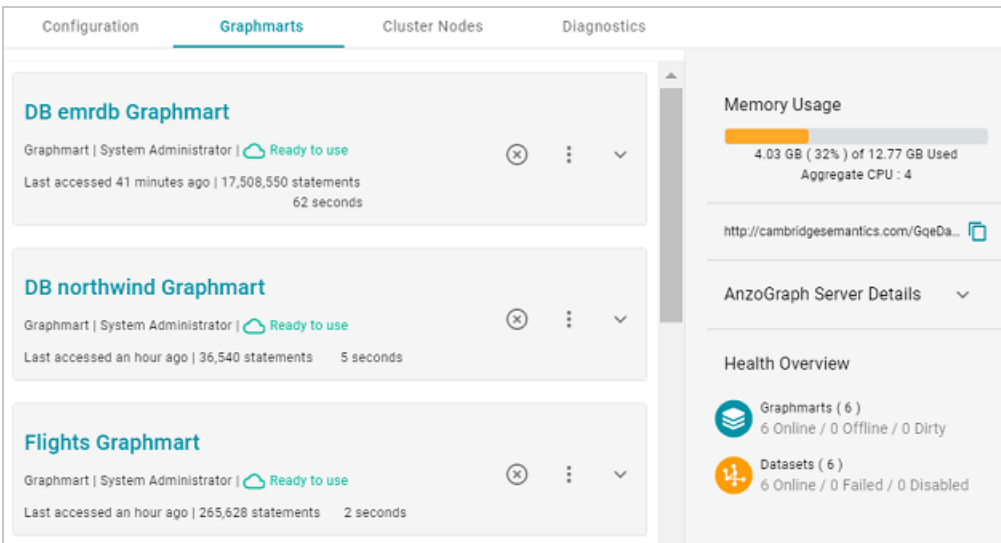 Configuration Graphmarts Cluster Nodes Diagnostics
DB emrdb Graphmart
Graphmart | System Administrator | Ready to use
Last accessed 41 minutes ago | 17,508,550 statements
62 seconds
DB northwind Graphmart
Graphmart | System Administrator | Ready to use
Last accessed an hour ago | 36,540 statements 5 seconds
Flights Graphmart
Graphmart | System Administrator | Ready to use
Last accessed an hour ago | 265,628 statements 2 seconds
Memory Usage
4.03 GB ( 32% ) of 12.77 GB Used
Aggregate CPU : 4
http://cambridgesemantics.com/GqeDa...
AnzoGraph Server Details
Health Overview
Graphmarts ( 6 )
6 Online / 0 Offline / 0 Dirty
Datasets ( 6 )
6 Online / 0 Failed / 0 Disabled